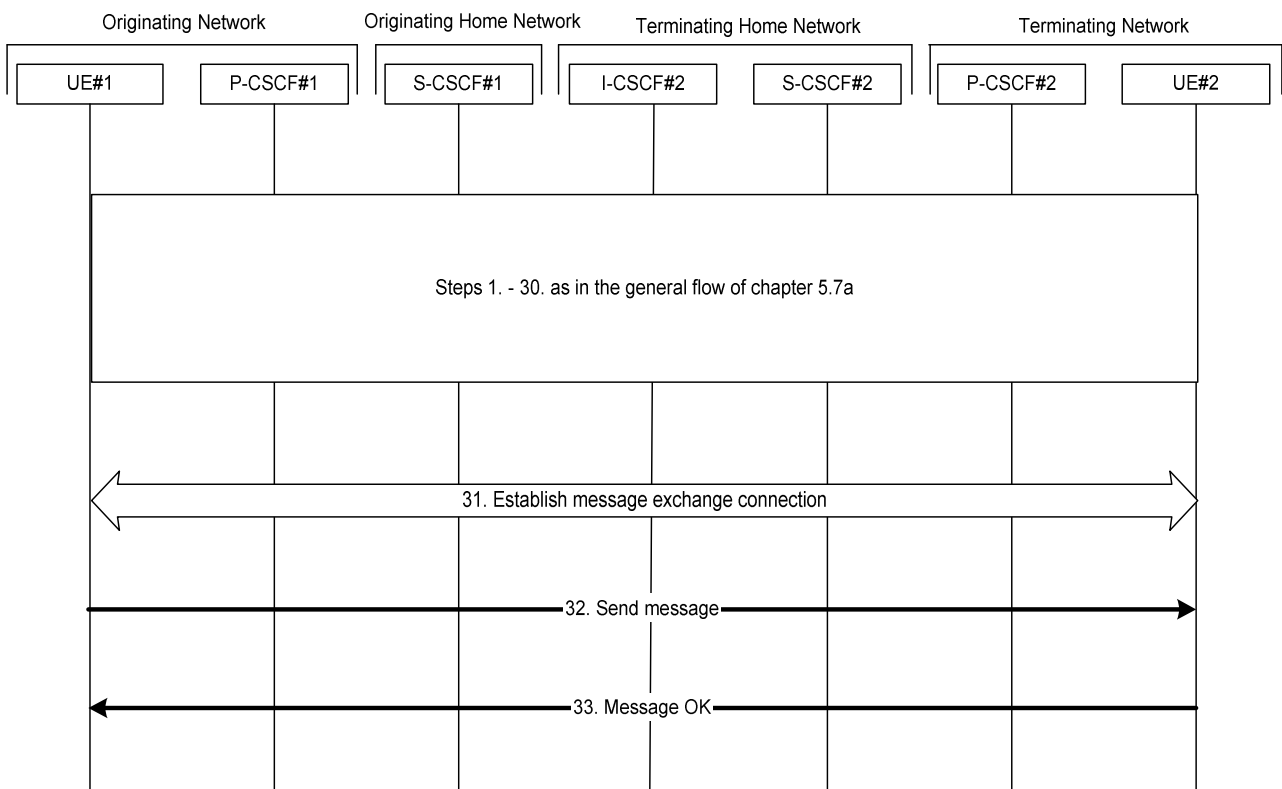 Originating Network
Originating Home Network
Terminating Home Network
Terminating Network
UE#1
P-CSCF#1
S-CSCF#1
I-CSCF#2
S-CSCF#2
P-CSCF#2
UE#2
Steps 1. - 30. as in the general flow of chapter 5.7a
31. Establish message exchange connection
32. Send message
33. Message OK